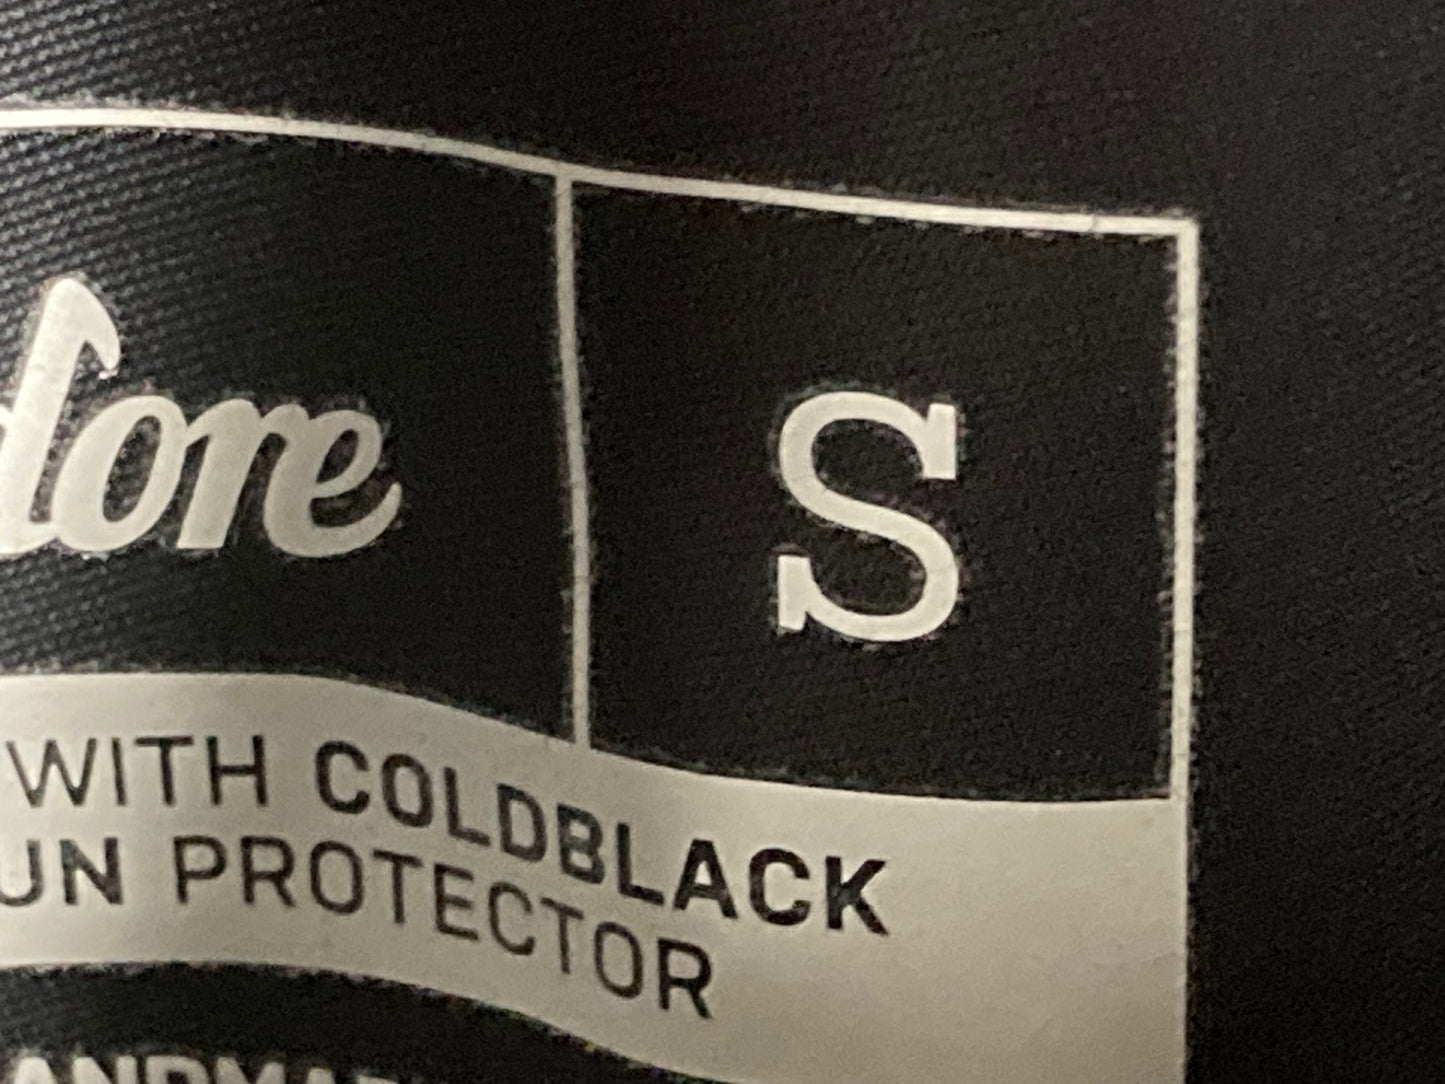 dore
S
WITH COLDBLACK
UN PROTECTOR